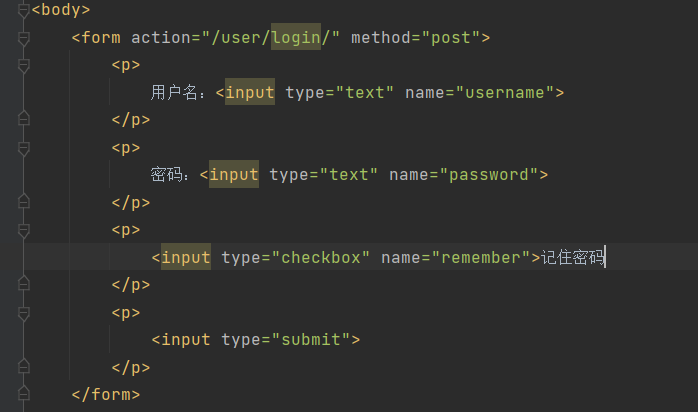 <body>
<form action="/user/login/" method="post">
<p>
用户名：<input type="text" name="username">
</p>
<p>
密码：<input type="text" name="password">
</p>
<p>
<input type="checkbox" name="remember">记住密码
</p>
<p>
<input type="submit">
</p>
</form>